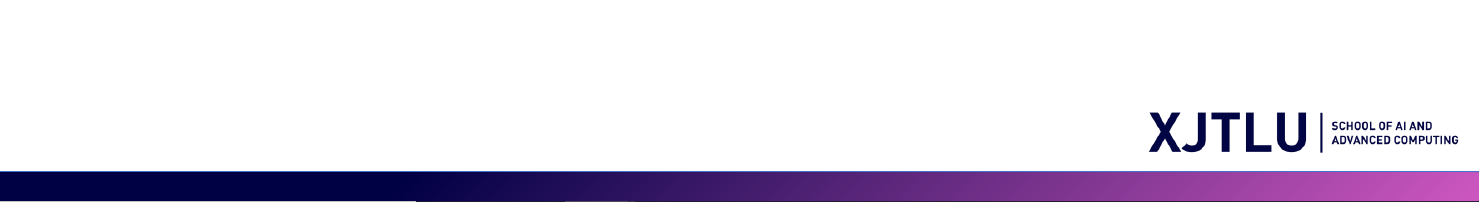 XJTLU
SCHOOL OF AI AND
ADVANCED COMPUTING